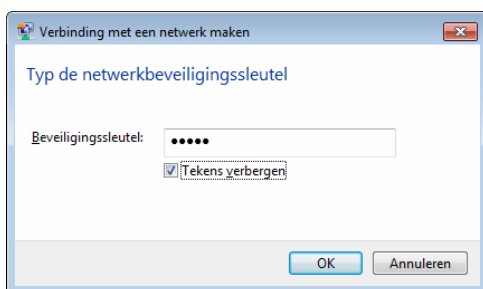 Verbinding met een netwerk maken
Typ de netwerkbeveiligingssleutel
Beveiligingssleutel: •••••
Tekens verbergen
OK Annuleren